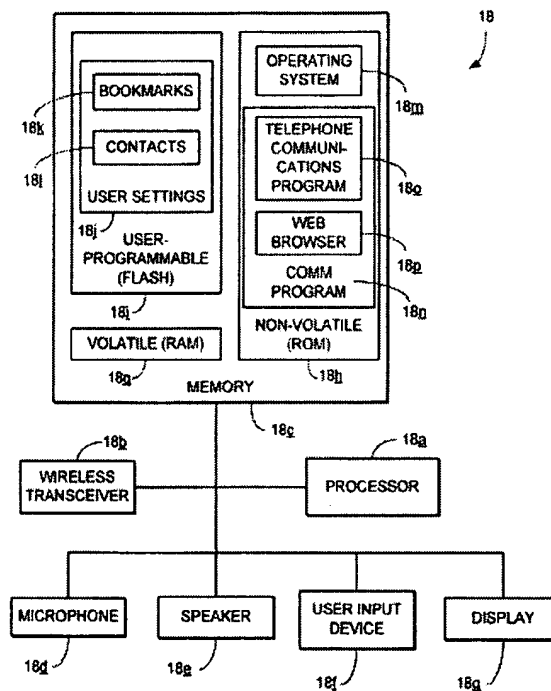 18
BOOKMARKS
18k
CONTACTS
18l
USER SETTINGS
18j
USER-
PROGRAMMABLE
(FLASH)
18i
VOLATILE (RAM)
18g
OPERATING
SYSTEM
18m
TELEPHONE
COMMUNI-
CATIONS
PROGRAM
18o
WEB
BROWSER
18p
COMM
PROGRAM
18n
NON-VOLATILE
(ROM)
18h
MEMORY
18c
18b
WIRELESS
TRANSCEIVER
18a
PROCESSOR
MICROPHONE
18d
SPEAKER
18e
USER INPUT
DEVICE
18f
DISPLAY
18g